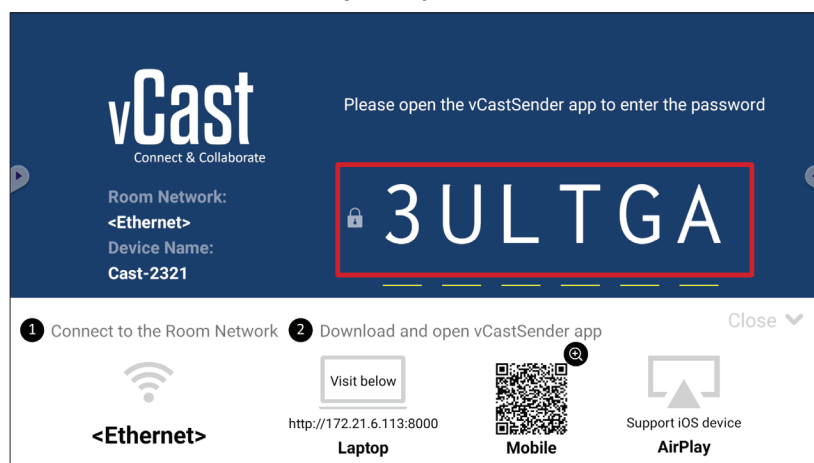 vCast
Connect & Collaborate
Please open the vCastSender app to enter the password
Room Network:
<Ethernet>
Device Name:
Cast-2321
3ULTGA
1 Connect to the Room Network
2 Download and open vCastSender app
Close
<Ethernet>
Visit below
http://172.21.6.113:8000
Laptop
Mobile
Support iOS device
AirPlay